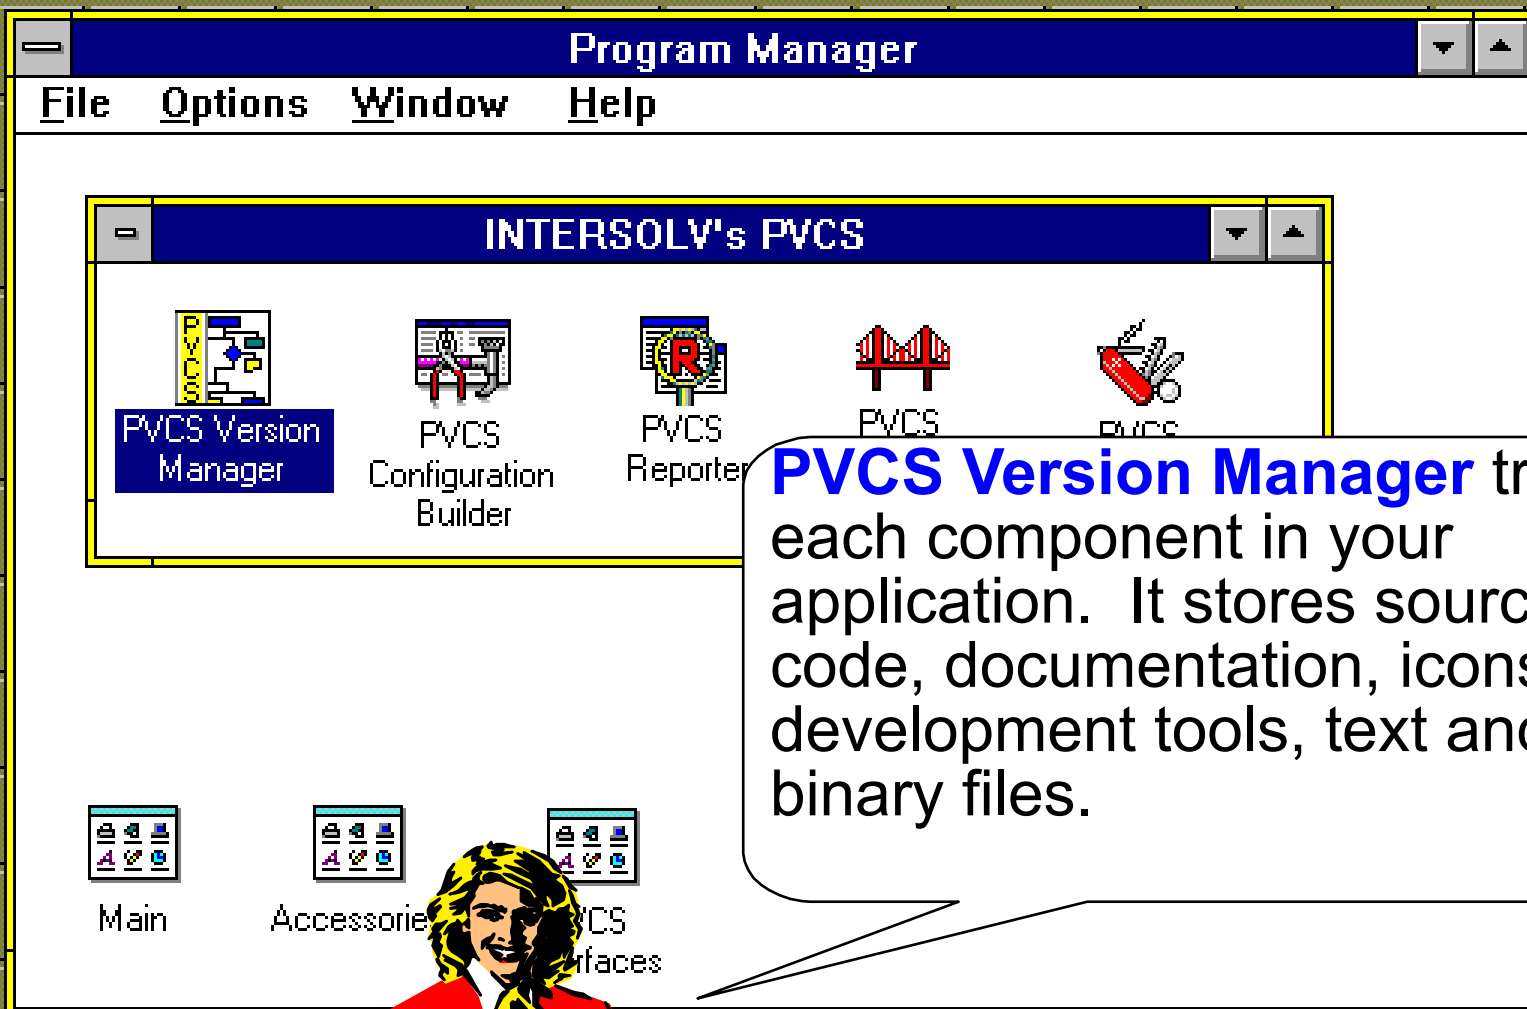 Program Manager
File Options Window Help
INTERSOLV's PVCS
PVCS
PVCS Version
Manager
PVCS
Configuration
Builder
R
PVCS
Reporter
PVCS
PVCS
PVCS Version Manager
each component in your
application. It stores
code, documentation,
development tools, text
binary files.
Main